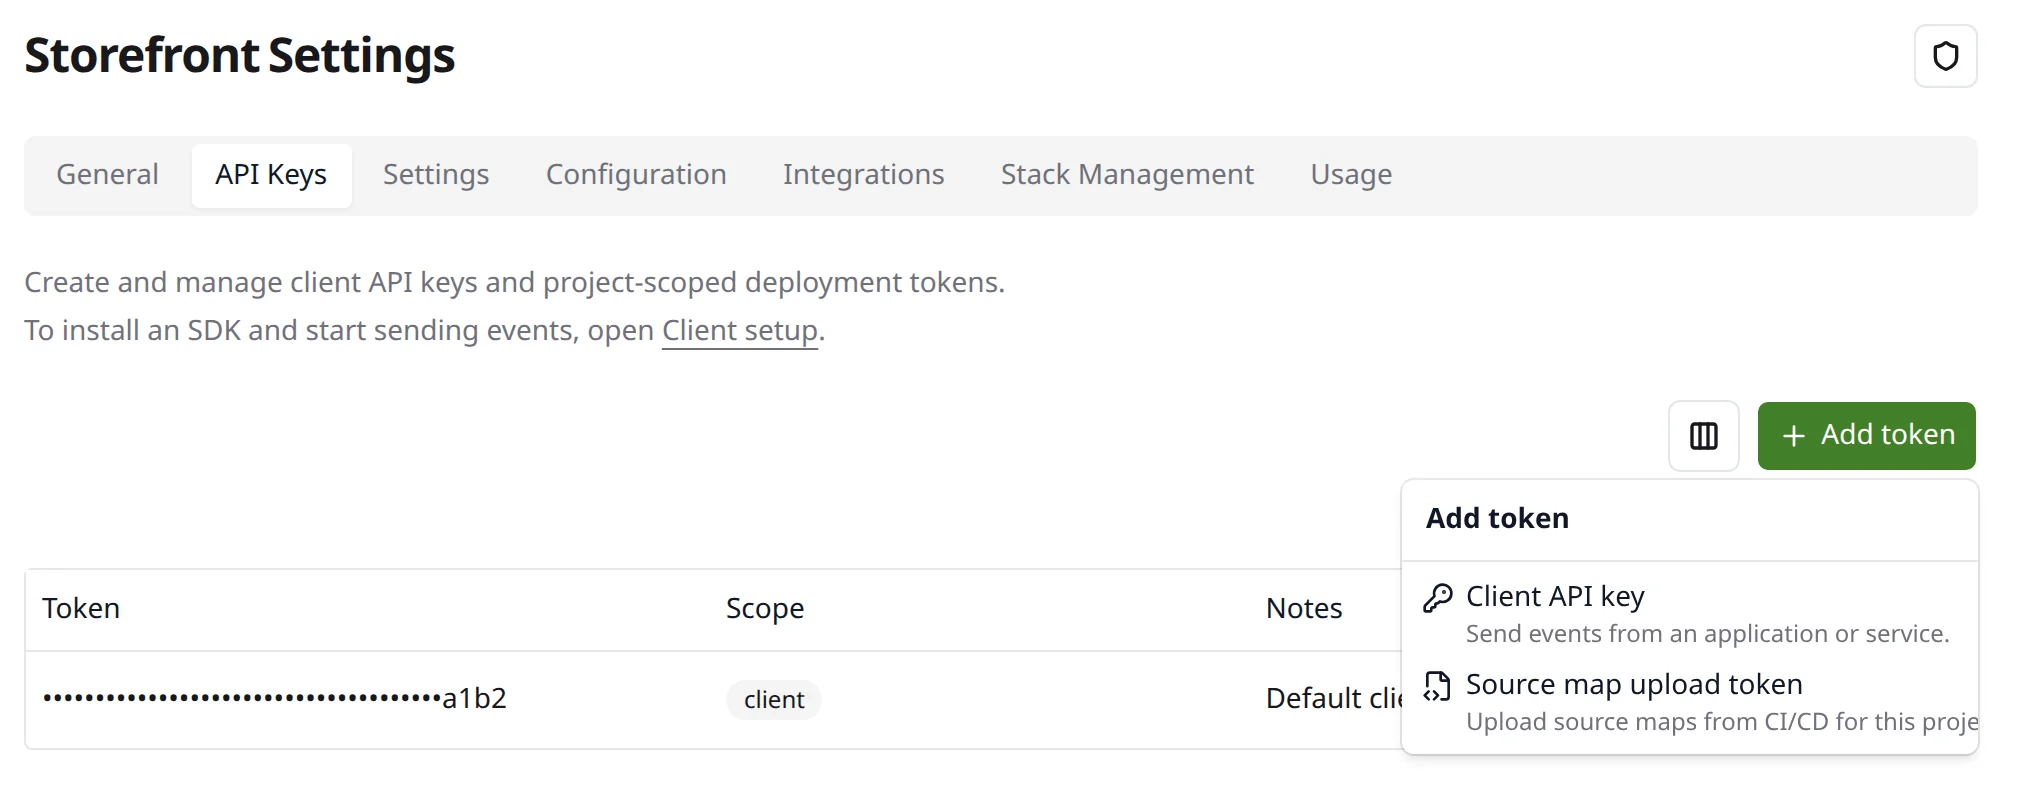 Storefront Settings
General API Keys Settings Configuration Integrations Stack Management Usage
Create and manage client API keys and project-scoped deployment tokens.
To install an SDK and start sending events, open Client setup.
+ Add token
Add token
Client API key
Send events from an application or service.
Source map upload token
Upload source maps from CI/CD for this proje
Token Scope Notes
••••••••••••••••••••••••••••••••••••••a1b2 client Default clie